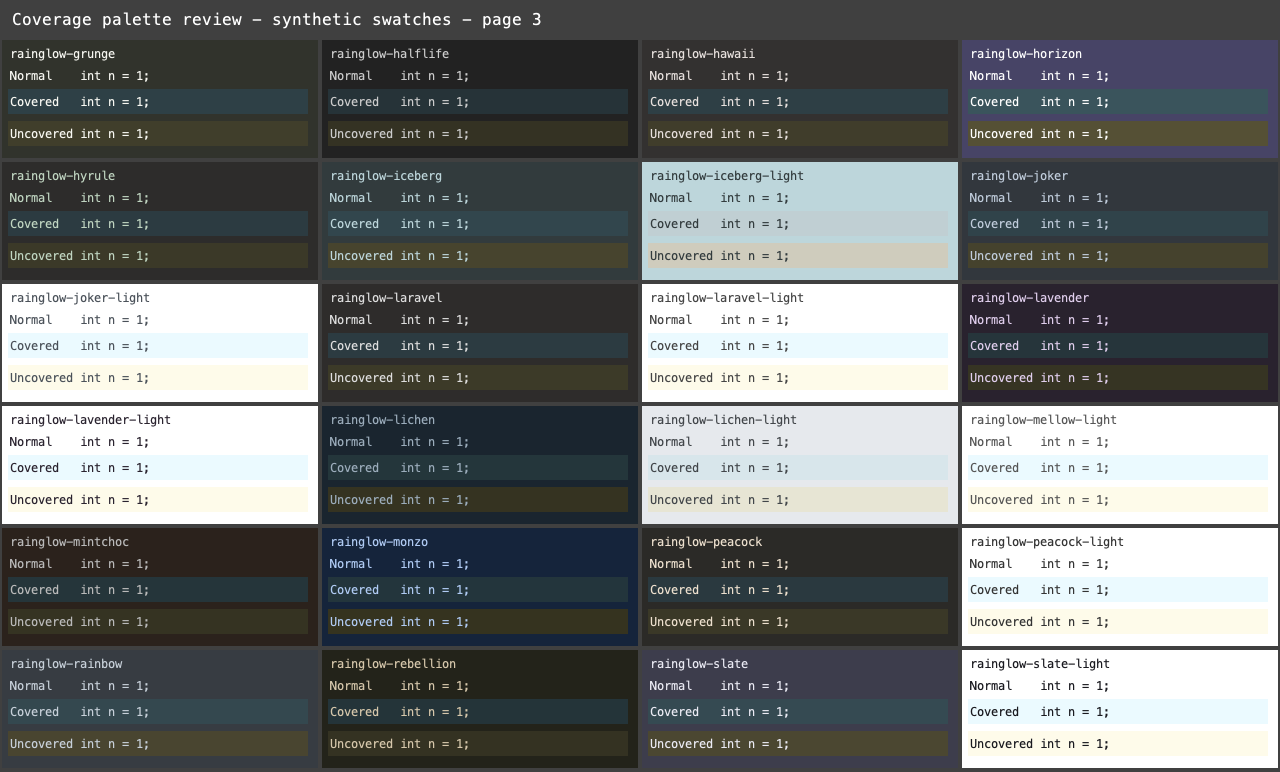 Coverage palette review — synthetic swatches — page 3
rainglow-grunge
Normal int n = 1;
Covered int n = 1;
Uncovered int n = 1;
rainglow-halflife
Normal int n = 1;
Covered int n = 1;
Uncovered int n = 1;
rainglow-hawaii
Normal int n = 1;
Covered int n = 1;
Uncovered int n = 1;
rainglow-horizon
Normal int n = 1;
Covered int n = 1;
Uncovered int n = 1;
rainglow-hyrule
Normal int n = 1;
Covered int n = 1;
Uncovered int n = 1;
rainglow-iceberg
Normal int n = 1;
Covered int n = 1;
Uncovered int n = 1;
rainglow-iceberg-light
Normal int n = 1;
Covered int n = 1;
Uncovered int n = 1;
rainglow-joker
Normal int n = 1;
Covered int n = 1;
Uncovered int n = 1;
rainglow-joker-light
Normal int n = 1;
Covered int n = 1;
Uncovered int n = 1;
rainglow-laravel
Normal int n = 1;
Covered int n = 1;
Uncovered int n = 1;
rainglow-laravel-light
Normal int n = 1;
Covered int n = 1;
Uncovered int n = 1;
rainglow-lavender
Normal int n = 1;
Covered int n = 1;
Uncovered int n = 1;
rainglow-lavender-light
Normal int n = 1;
Covered int n = 1;
Uncovered int n = 1;
rainglow-lichen
Normal int n = 1;
Covered int n = 1;
Uncovered int n = 1;
rainglow-lichen-light
Normal int n = 1;
Covered int n = 1;
Uncovered int n = 1;
rainglow-mellow-light
Normal int n = 1;
Covered int n = 1;
Uncovered int n = 1;
rainglow-mintchoc
Normal int n = 1;
Covered int n = 1;
Uncovered int n = 1;
rainglow-monzo
Normal int n = 1;
Covered int n = 1;
Uncovered int n = 1;
rainglow-peacock
Normal int n = 1;
Covered int n = 1;
Uncovered int n = 1;
rainglow-peacock-light
Normal int n = 1;
Covered int n = 1;
Uncovered int n = 1;
rainglow-rainbow
Normal int n = 1;
Covered int n = 1;
Uncovered int n = 1;
rainglow-rebellion
Normal int n = 1;
Covered int n = 1;
Uncovered int n = 1;
rainglow-slate
Normal int n = 1;
Covered int n = 1;
Uncovered int n = 1;
rainglow-slate-light
Normal int n = 1;
Covered int n = 1;
Uncovered int n = 1;